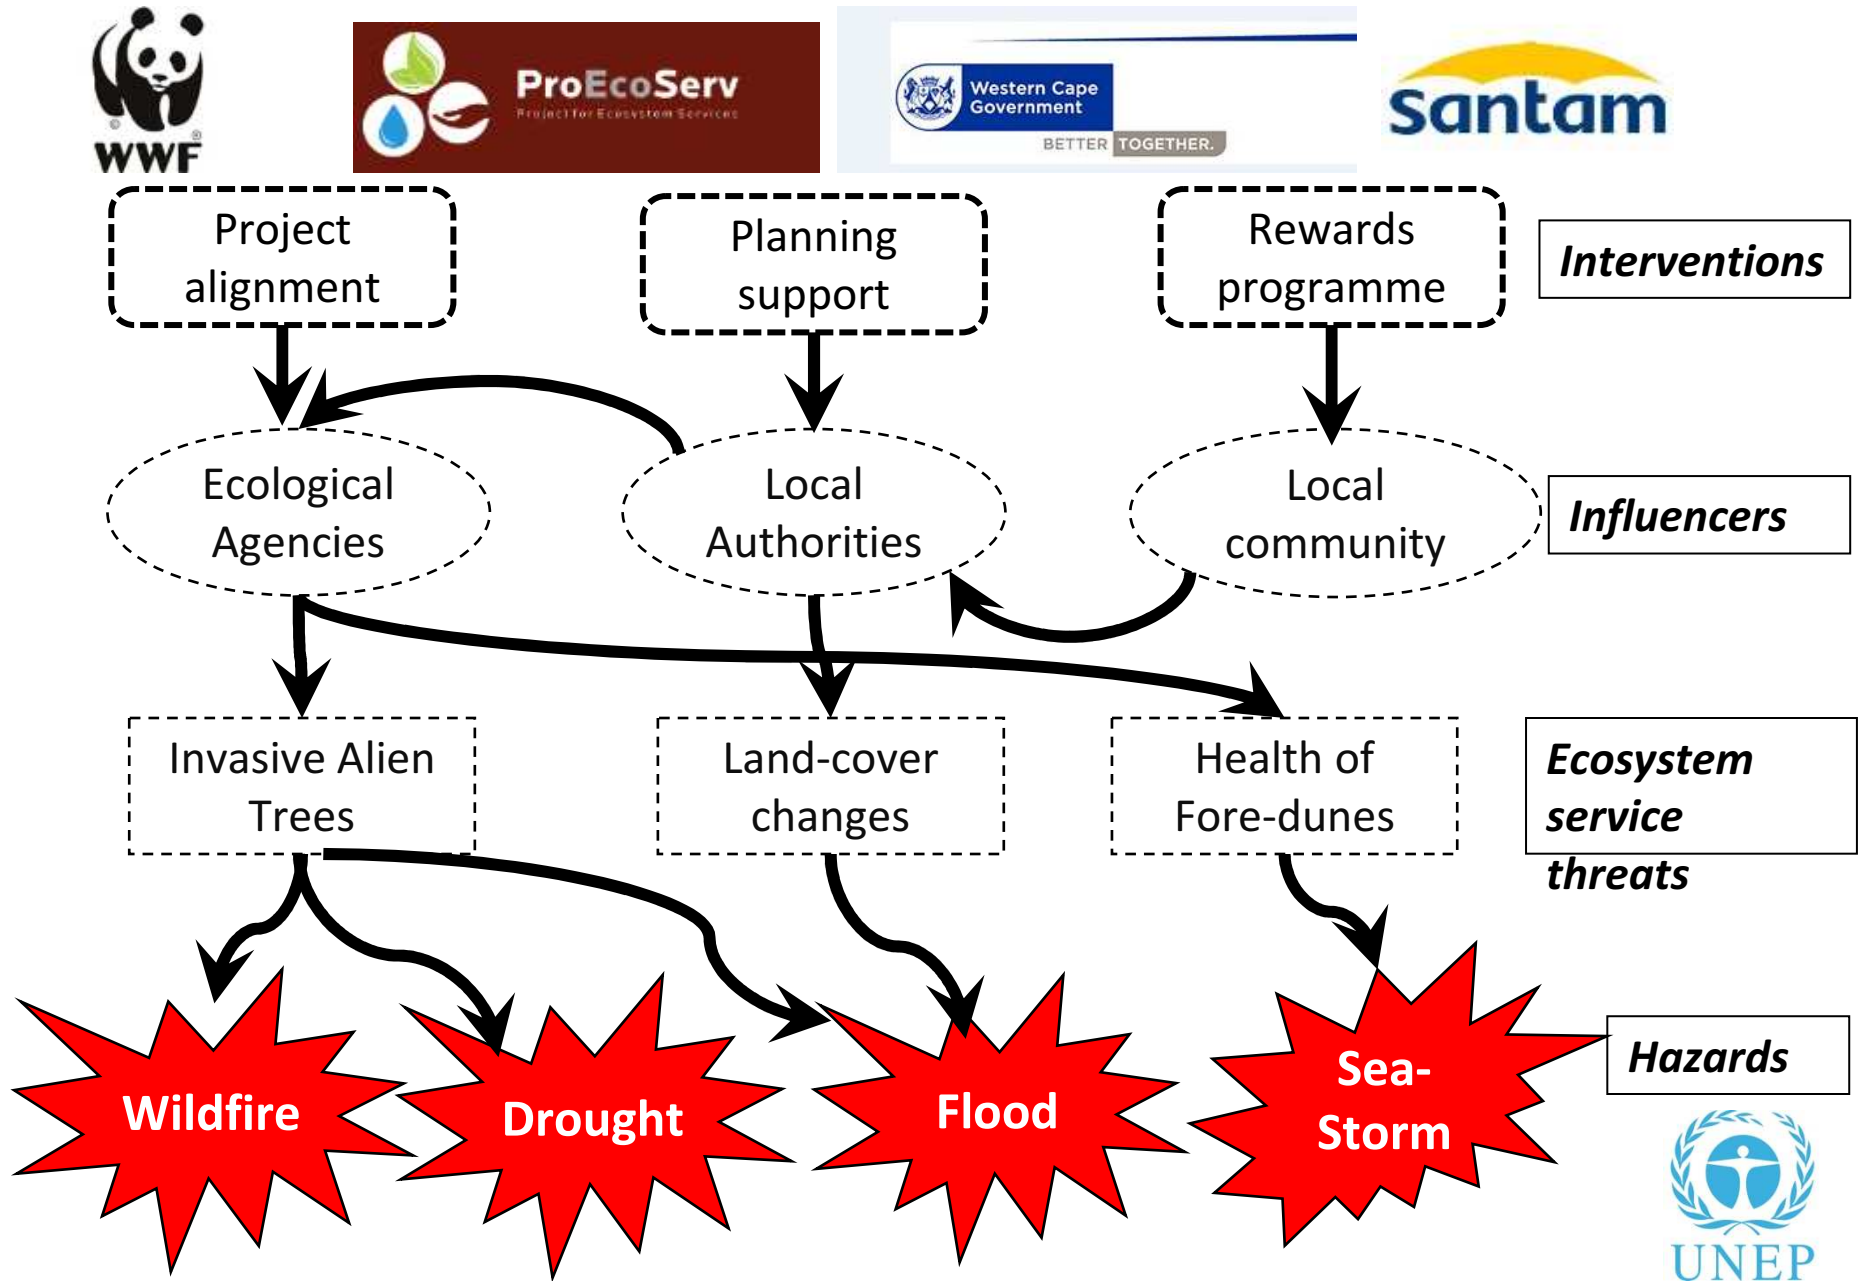 WWF
ProEcoServ
Project for Ecosystem Services
Western Cape
Government
BETTER TOGETHER.
santam
Project
alignment
Planning
support
Rewards
programme
Interventions
Ecological
Agencies
Local
Authorities
Local
community
Influencers
Invasive Alien
Trees
Land-cover
changes
Health of
Fore-dunes
Ecosystem
service
threats
Wildfire
Drought
Flood
Sea-
Storm
Hazards
UNEP